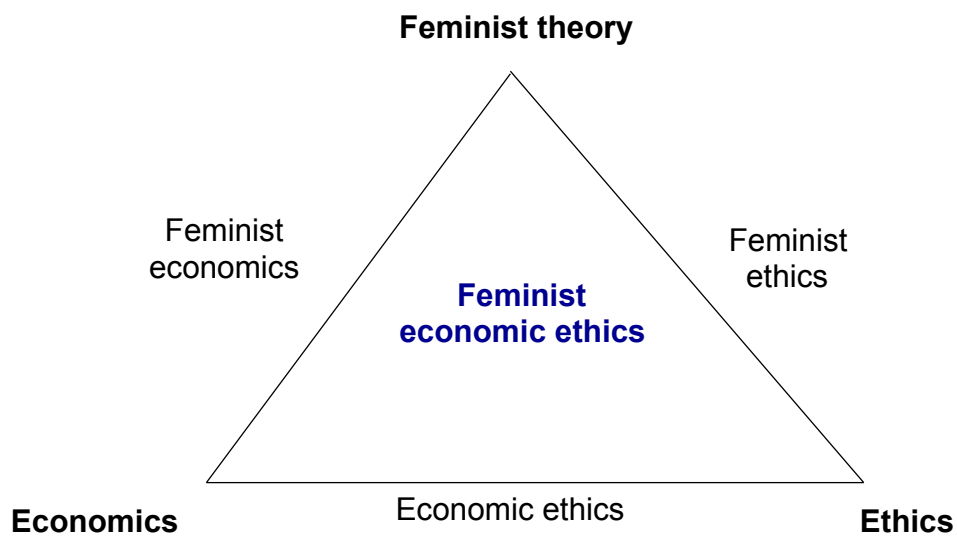 Feminist theory
Feminist
economics
Feminist
ethics
Feminist
economic ethics
Economics
Economic ethics
Ethics